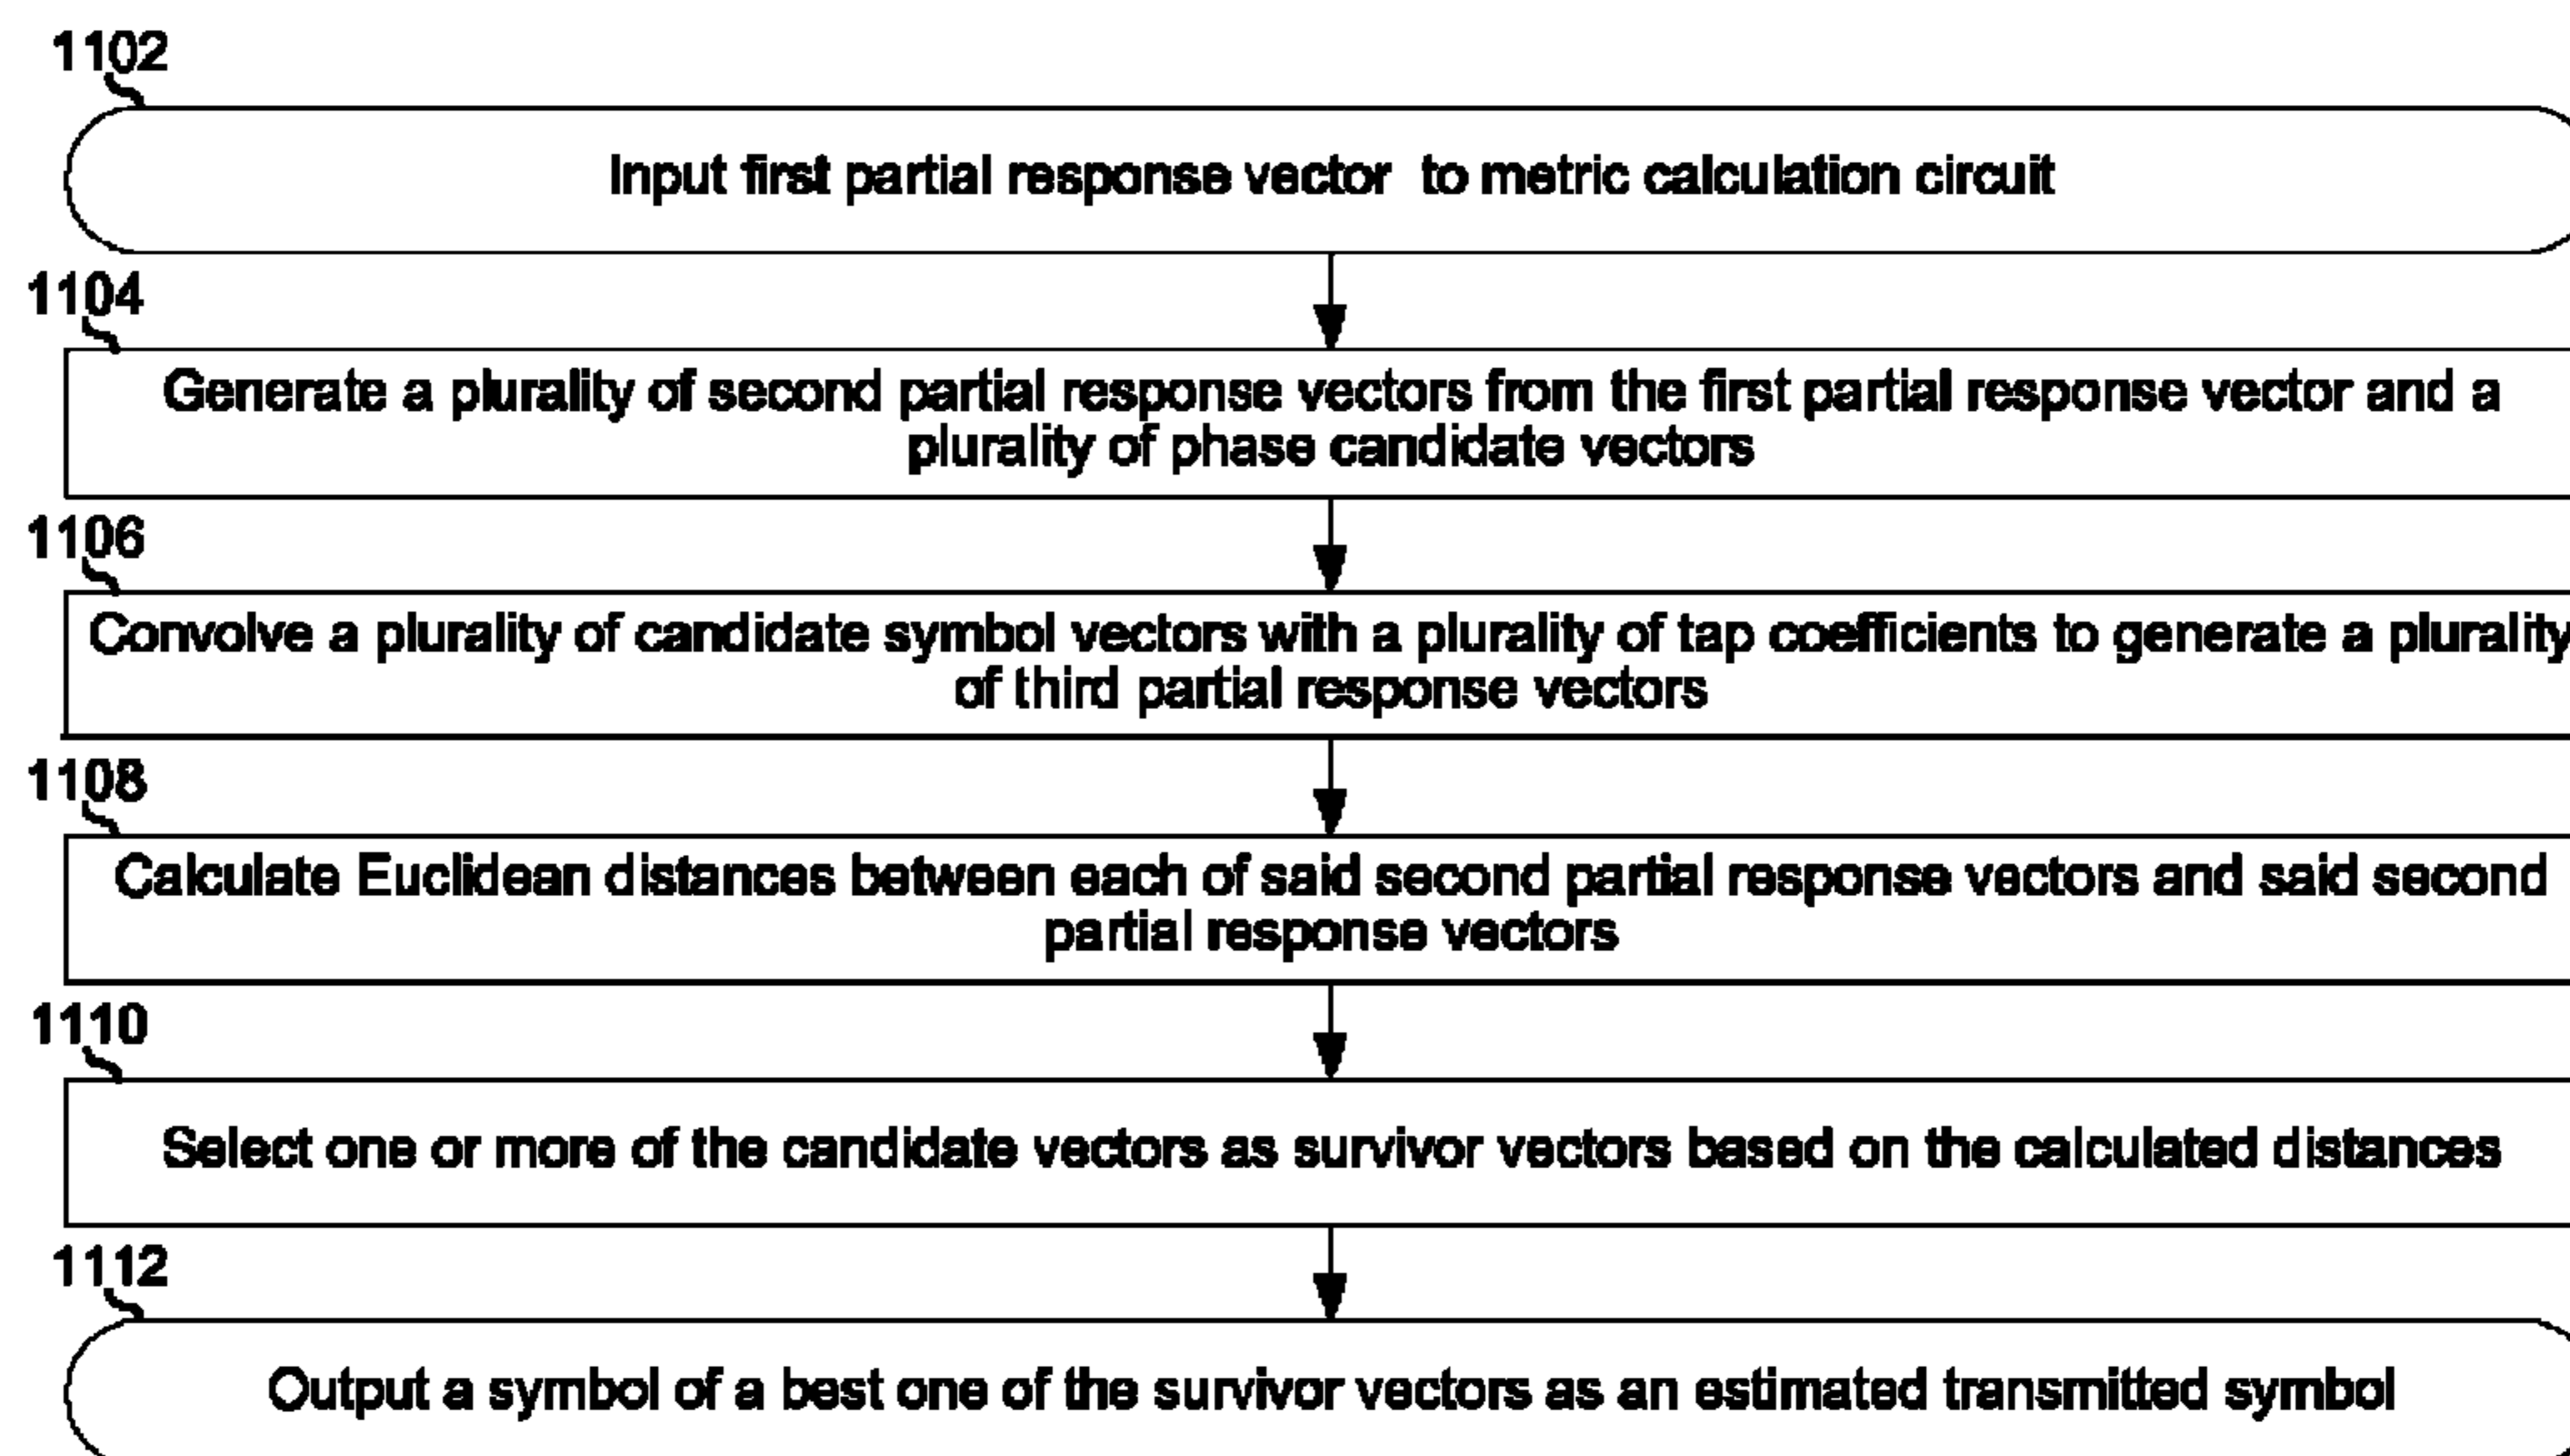 1102
Input first partial response vector to metric calculation circuit
1104
Generate a plurality of second partial response vectors from the first partial response vector and a
plurality of phase candidate vectors
1106
Convolve a plurality of candidate symbol vectors with a plurality of tap coefficients to generate a plurality
of third partial response vectors
1108
Calculate Euclidean distances between each of said second partial response vectors and said second
partial response vectors
1110
Select one or more of the candidate vectors as survivor vectors based on the calculated distances
1112
Output a symbol of a best one of the survivor vectors as an estimated transmitted symbol